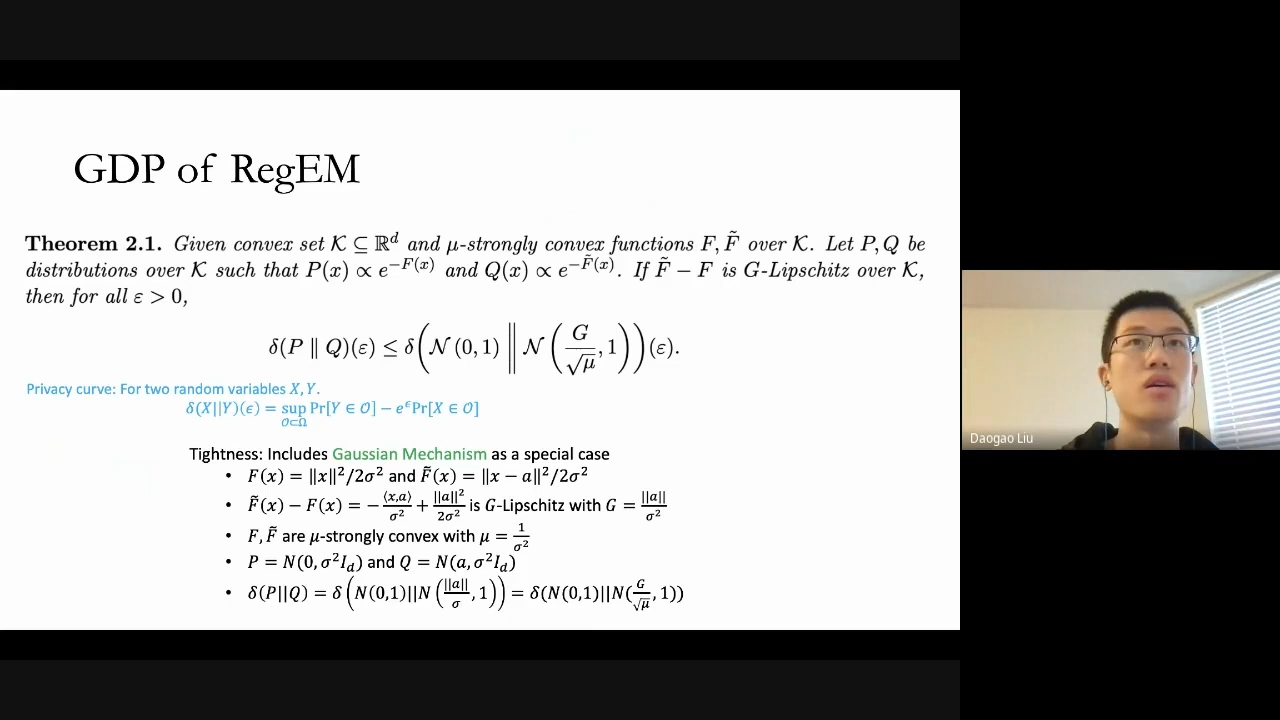 GDP of RegEM
Theorem 2.1. Given convex set 𝒦 ⊆ ℝᵈ and μ-strongly convex functions F, F̃ over 𝒦. Let P, Q be
distributions over 𝒦 such that P(x) ∝ e^{−F(x)} and Q(x) ∝ e^{−F̃(x)}. If F̃ − F is G-Lipschitz over 𝒦,
then for all ε > 0,
δ(P ∥ Q)(ε) ≤ δ(𝒩(0, 1) ∥ 𝒩(G/√μ, 1))(ε).
Privacy curve: For two random variables X, Y.
δ(X||Y)(ϵ) = sup_{𝒪⊂Ω} Pr[Y ∈ 𝒪] − e^ϵ Pr[X ∈ 𝒪]
Tightness: Includes Gaussian Mechanism as a special case
• F(x) = ||x||²/2σ² and F̃(x) = ||x − a||²/2σ²
• F̃(x) − F(x) = −⟨x,a⟩/σ² + ||a||²/2σ² is G-Lipschitz with G = ||a||/σ²
• F, F̃ are μ-strongly convex with μ = 1/σ²
• P = N(0, σ²I_d) and Q = N(a, σ²I_d)
• δ(P||Q) = δ(N(0,1)||N(||a||/σ, 1)) = δ(N(0,1)||N(G/√μ, 1))
Daogao Liu